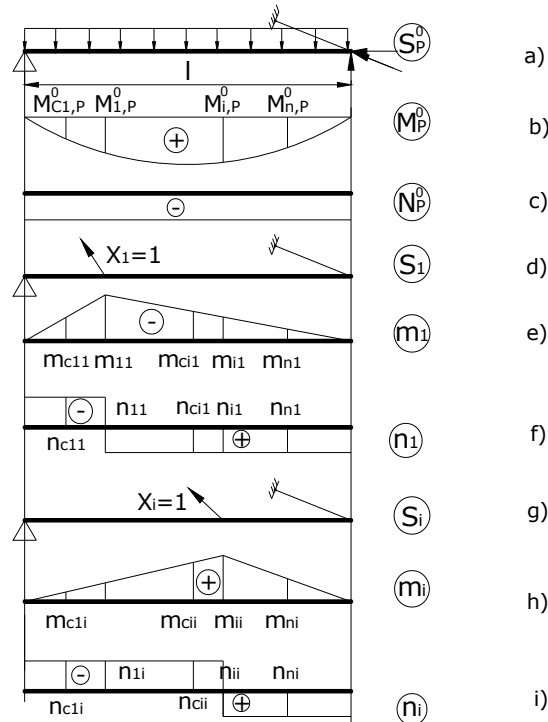 S⁰P a)
l
M⁰C1,P M⁰1,P M⁰i,P M⁰n,P
+ M⁰P b)
- N⁰P c)
X1=1 S1 d)
- m1 e)
mc11 m11 mci1 mi1 mn1
- n11 nci1 ni1 nn1
nc11 + n1 f)
Xi=1 Si g)
+ mi h)
mc1i mcii mii mni
- n1i nii nni
nc1i ncii + ni i)